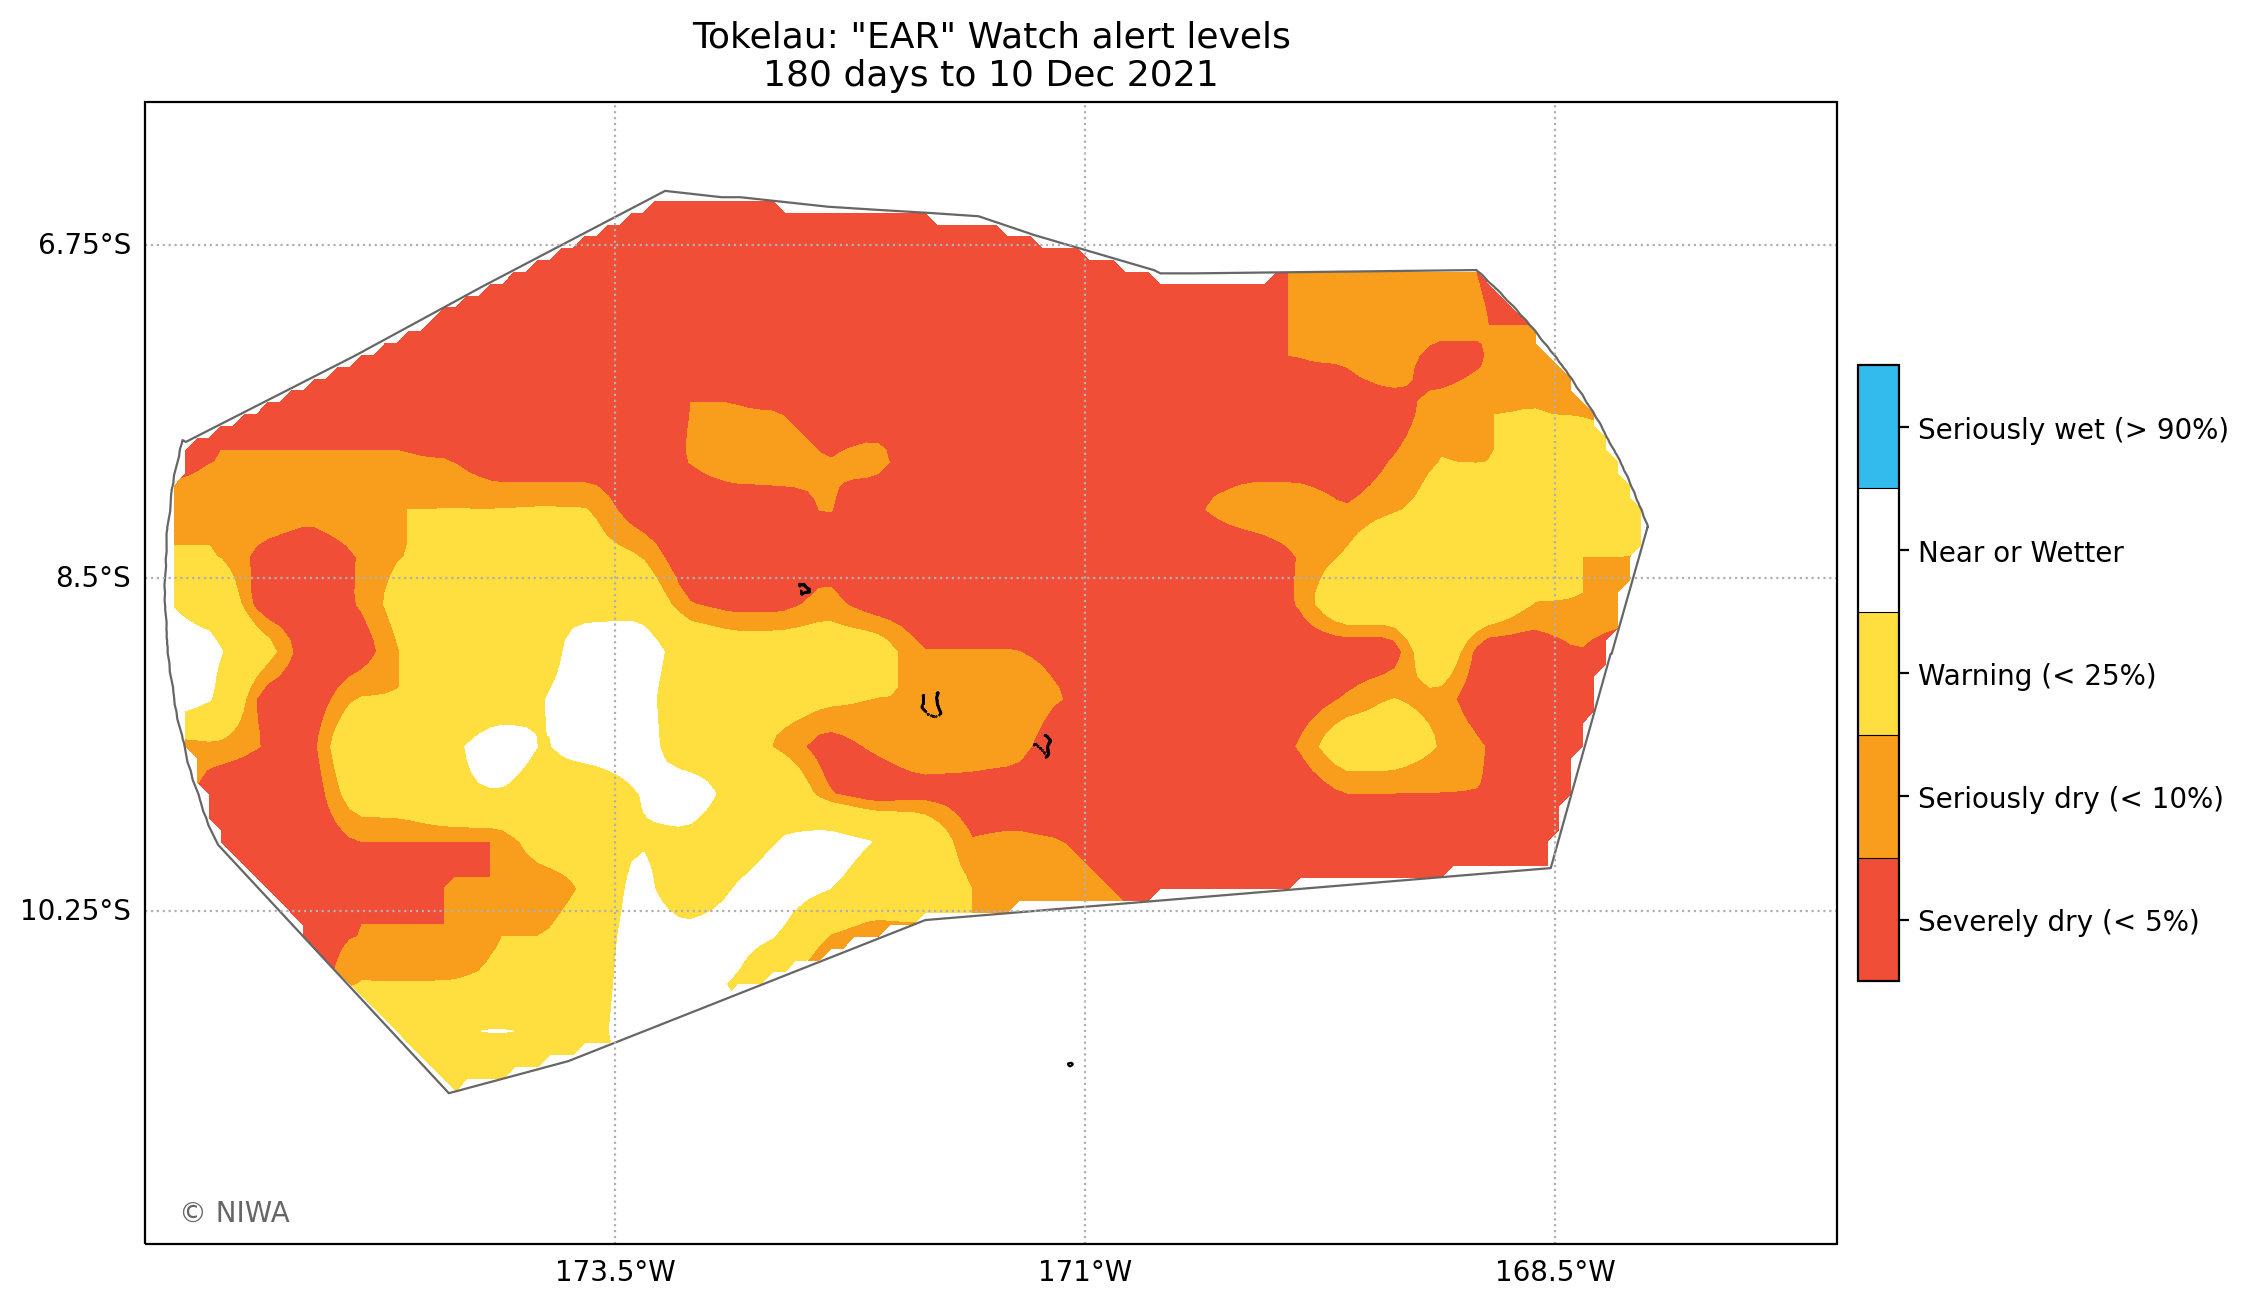 Tokelau: "EAR" Watch alert levels
180 days to 10 Dec 2021
6.75°S
8.5°S
10.25°S
173.5°W
171°W
168.5°W
Seriously wet (> 90%)
Near or Wetter
Warning (< 25%)
Seriously dry (< 10%)
Severely dry (< 5%)
© NIWA